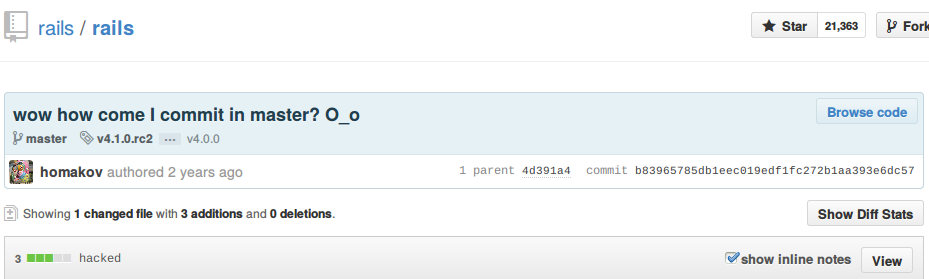 rails / rails
Star 21,363 Fork
wow how come I commit in master? O_o
Browse code
master v4.1.0.rc2 ... v4.0.0
homakov authored 2 years ago 1 parent 4d391a4 commit b83965785db1eec019edf1fc272b1aa393e6dc57
Showing 1 changed file with 3 additions and 0 deletions. Show Diff Stats
3 hacked show inline notes View